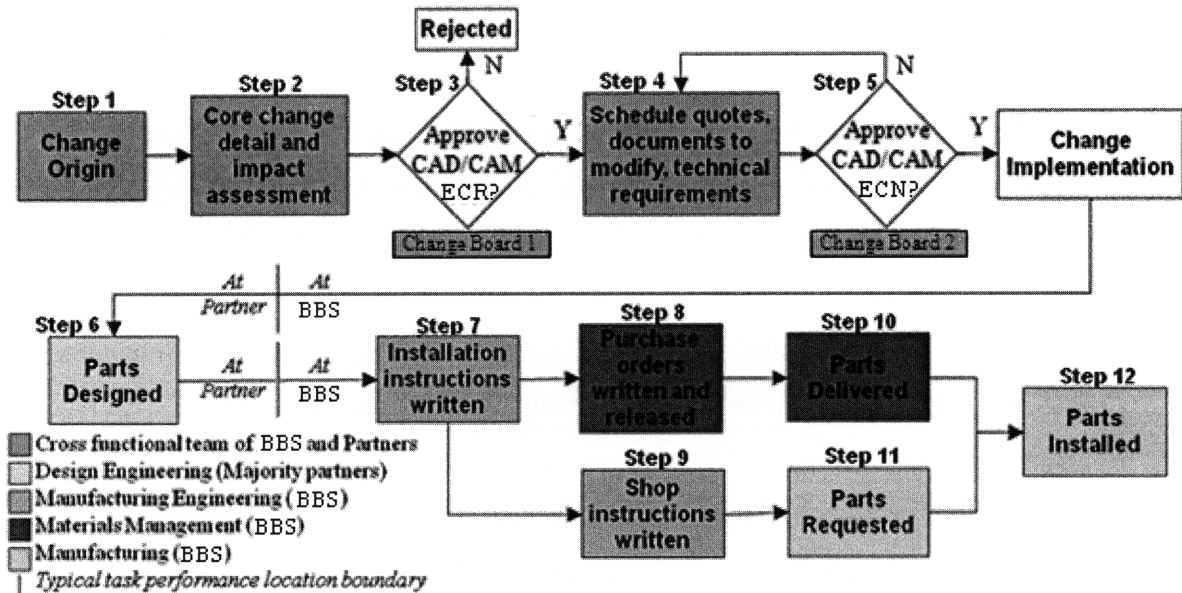 Rejected
N
Step 1
Change
Origin
Step 2
Core change
detail and
impact
assessment
Step 3
Approve
CAD/CAM
ECR?
Y
Change Board 1
Step 4
Schedule quotes,
documents to
modify, technical
requirements
N
Step 5
Approve
CAD/CAM
ECN?
Y
Change Board 2
Change
Implementation
At
Partner
At
BBS
Step 6
Parts
Designed
At
Partner
At
BBS
Step 7
Installation
instructions
written
Step 8
Purchase
orders
written and
released
Step 10
Parts
Delivered
Step 12
Parts
Installed
Step 9
Shop
instructions
written
Step 11
Parts
Requested
Cross functional team of BBS and Partners
Design Engineering (Majority partners)
Manufacturing Engineering (BBS)
Materials Management (BBS)
Manufacturing (BBS)
Typical task performance location boundary